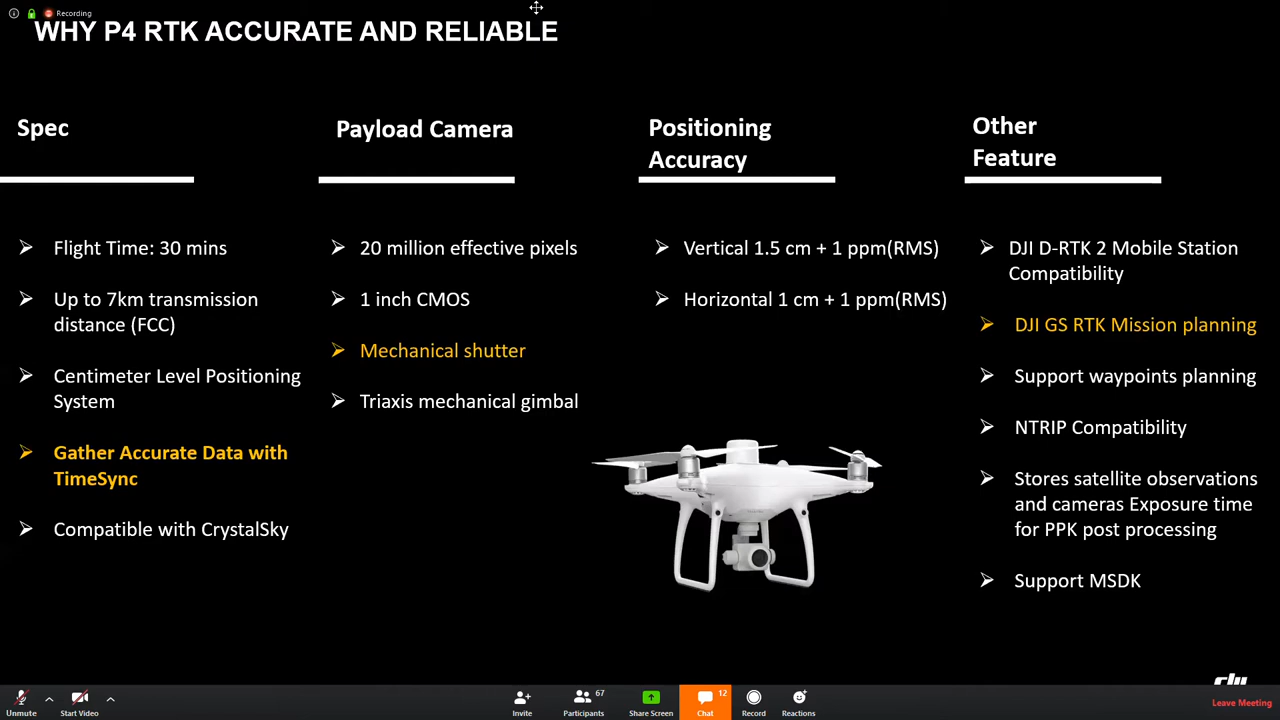 Recording
WHY P4 RTK ACCURATE AND RELIABLE
Spec
Flight Time: 30 mins
Up to 7km transmission
distance (FCC)
Centimeter Level Positioning
System
Gather Accurate Data with
TimeSync
Compatible with CrystalSky
Payload Camera
20 million effective pixels
1 inch CMOS
Mechanical shutter
Triaxis mechanical gimbal
Positioning
Accuracy
Vertical 1.5 cm + 1 ppm(RMS)
Horizontal 1 cm + 1 ppm(RMS)
Other
Feature
DJI D-RTK 2 Mobile Station
Compatibility
DJI GS RTK Mission planning
Support waypoints planning
NTRIP Compatibility
Stores satellite observations
and cameras Exposure time
for PPK post processing
Support MSDK
dji
Unmute
Start Video
Invite
67
Participants
Share Screen
12
Chat
Record
Reactions
Leave Meeting